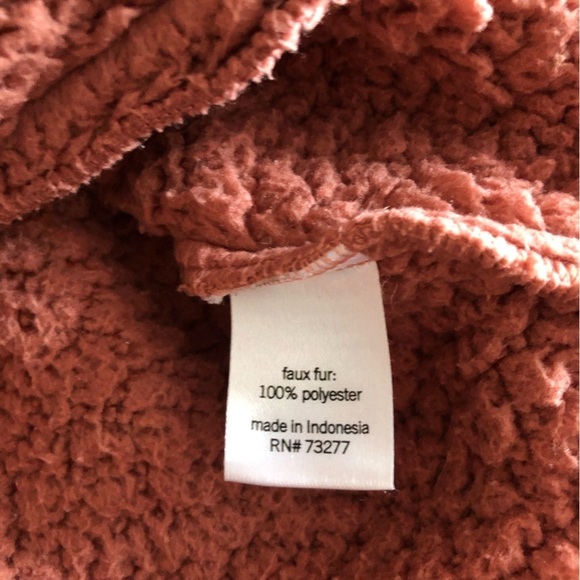 faux fur:
100% polyester
made in Indonesia
RN# 73277